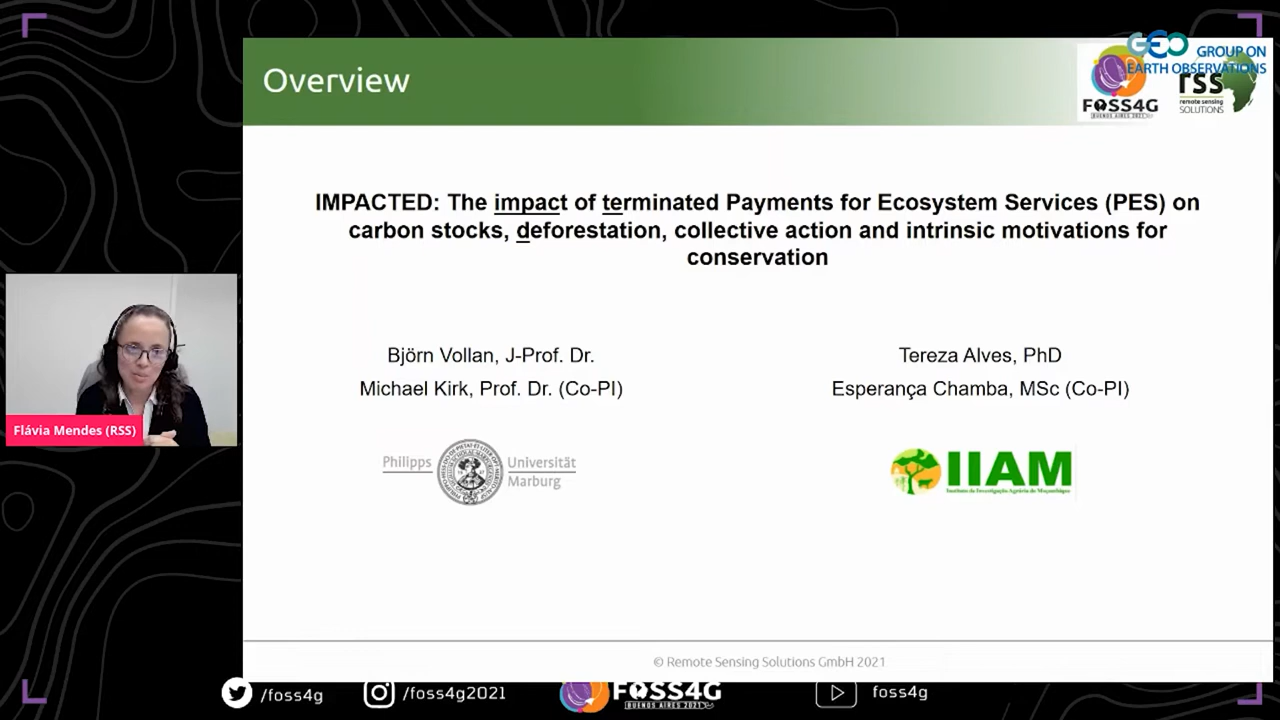 Overview
GEO GROUP ON
EARTH OBSERVATIONS
FOSS4G
BUENOS AIRES 2021
rss
remote sensing
SOLUTIONS
IMPACTED: The impact of terminated Payments for Ecosystem Services (PES) on
carbon stocks, deforestation, collective action and intrinsic motivations for
conservation
Björn Vollan, J-Prof. Dr.
Michael Kirk, Prof. Dr. (Co-PI)
Tereza Alves, PhD
Esperança Chamba, MSc (Co-PI)
Flávia Mendes (RSS)
Philipps Universität
Marburg
IIAM
Instituto de Investigação Agrária de Moçambique
© Remote Sensing Solutions GmbH 2021
/foss4g
/foss4g2021
FOSS4G
BUENOS AIRES 2021
foss4g